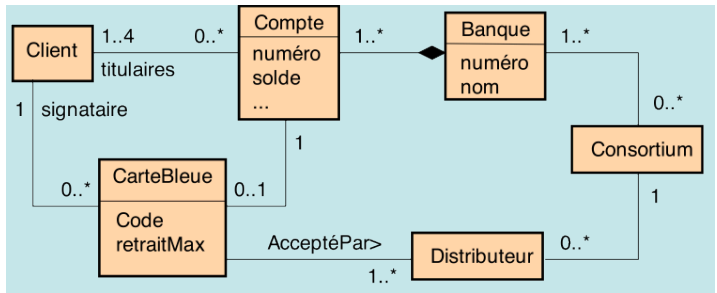 Compte
Banque
Client
1..4
0..*
1..*
1..*
titulaires
numéro
solde
...
numéro
nom
1
signataire
0..*
1
Consortium
CarteBleue
0..*
0..1
1
Code
retraitMax
AcceptéPar>
Distributeur
0..*
1..*